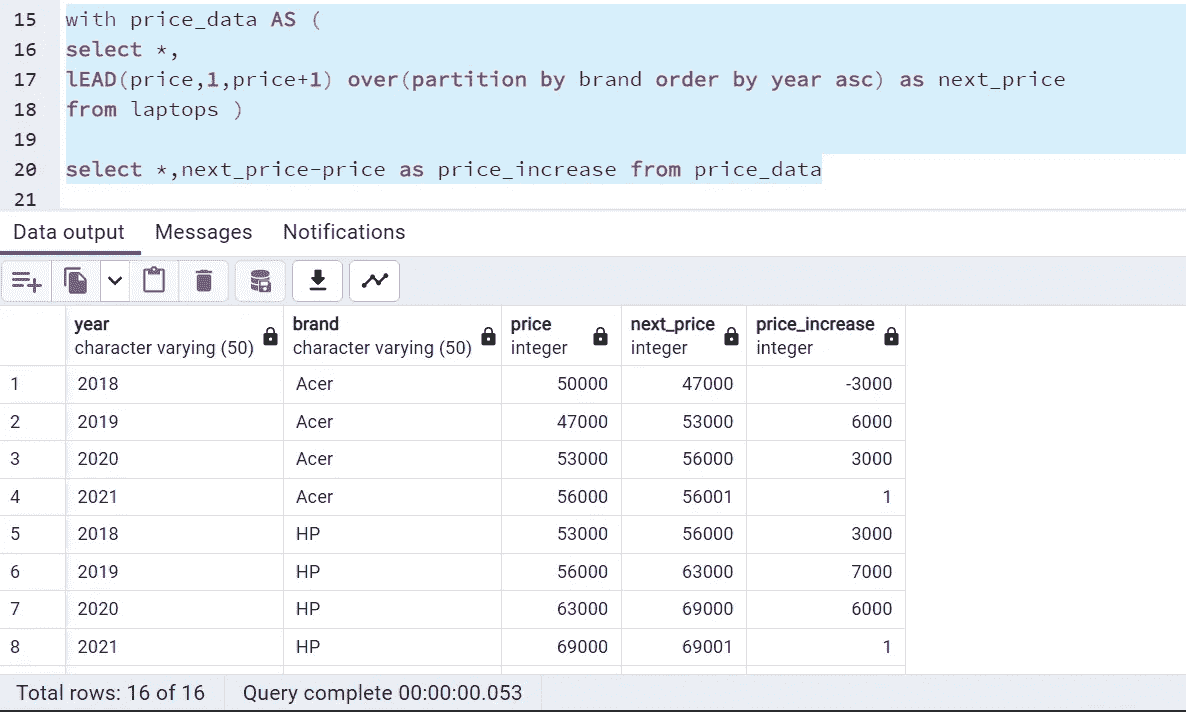 15 with price_data AS (
16 select *,
17 lEAD(price,1,price+1) over(partition by brand order by year asc) as next_price
18 from laptops )
19
20 select *,next_price-price as price_increase from price_data
21
Data output Messages Notifications
year brand price next_price price_increase
character varying (50) character varying (50) integer integer integer
1 2018 Acer 50000 47000 -3000
2 2019 Acer 47000 53000 6000
3 2020 Acer 53000 56000 3000
4 2021 Acer 56000 56001 1
5 2018 HP 53000 56000 3000
6 2019 HP 56000 63000 7000
7 2020 HP 63000 69000 6000
8 2021 HP 69000 69001 1
Total rows: 16 of 16 Query complete 00:00:00.053